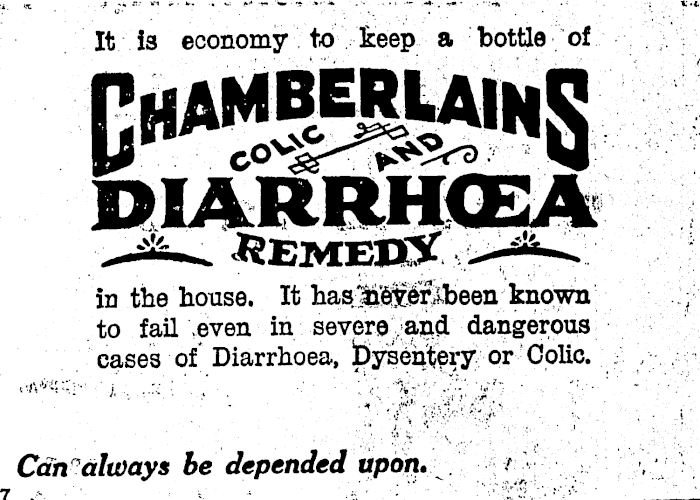 It is economy to keep a bottle of
CHAMBERLAINS
COLIC AND
DIARRHŒA
REMEDY
in the house. It has never been known
to fail even in severe and dangerous
cases of Diarrhoea, Dysentery or Colic.
Can always be depended upon.
7